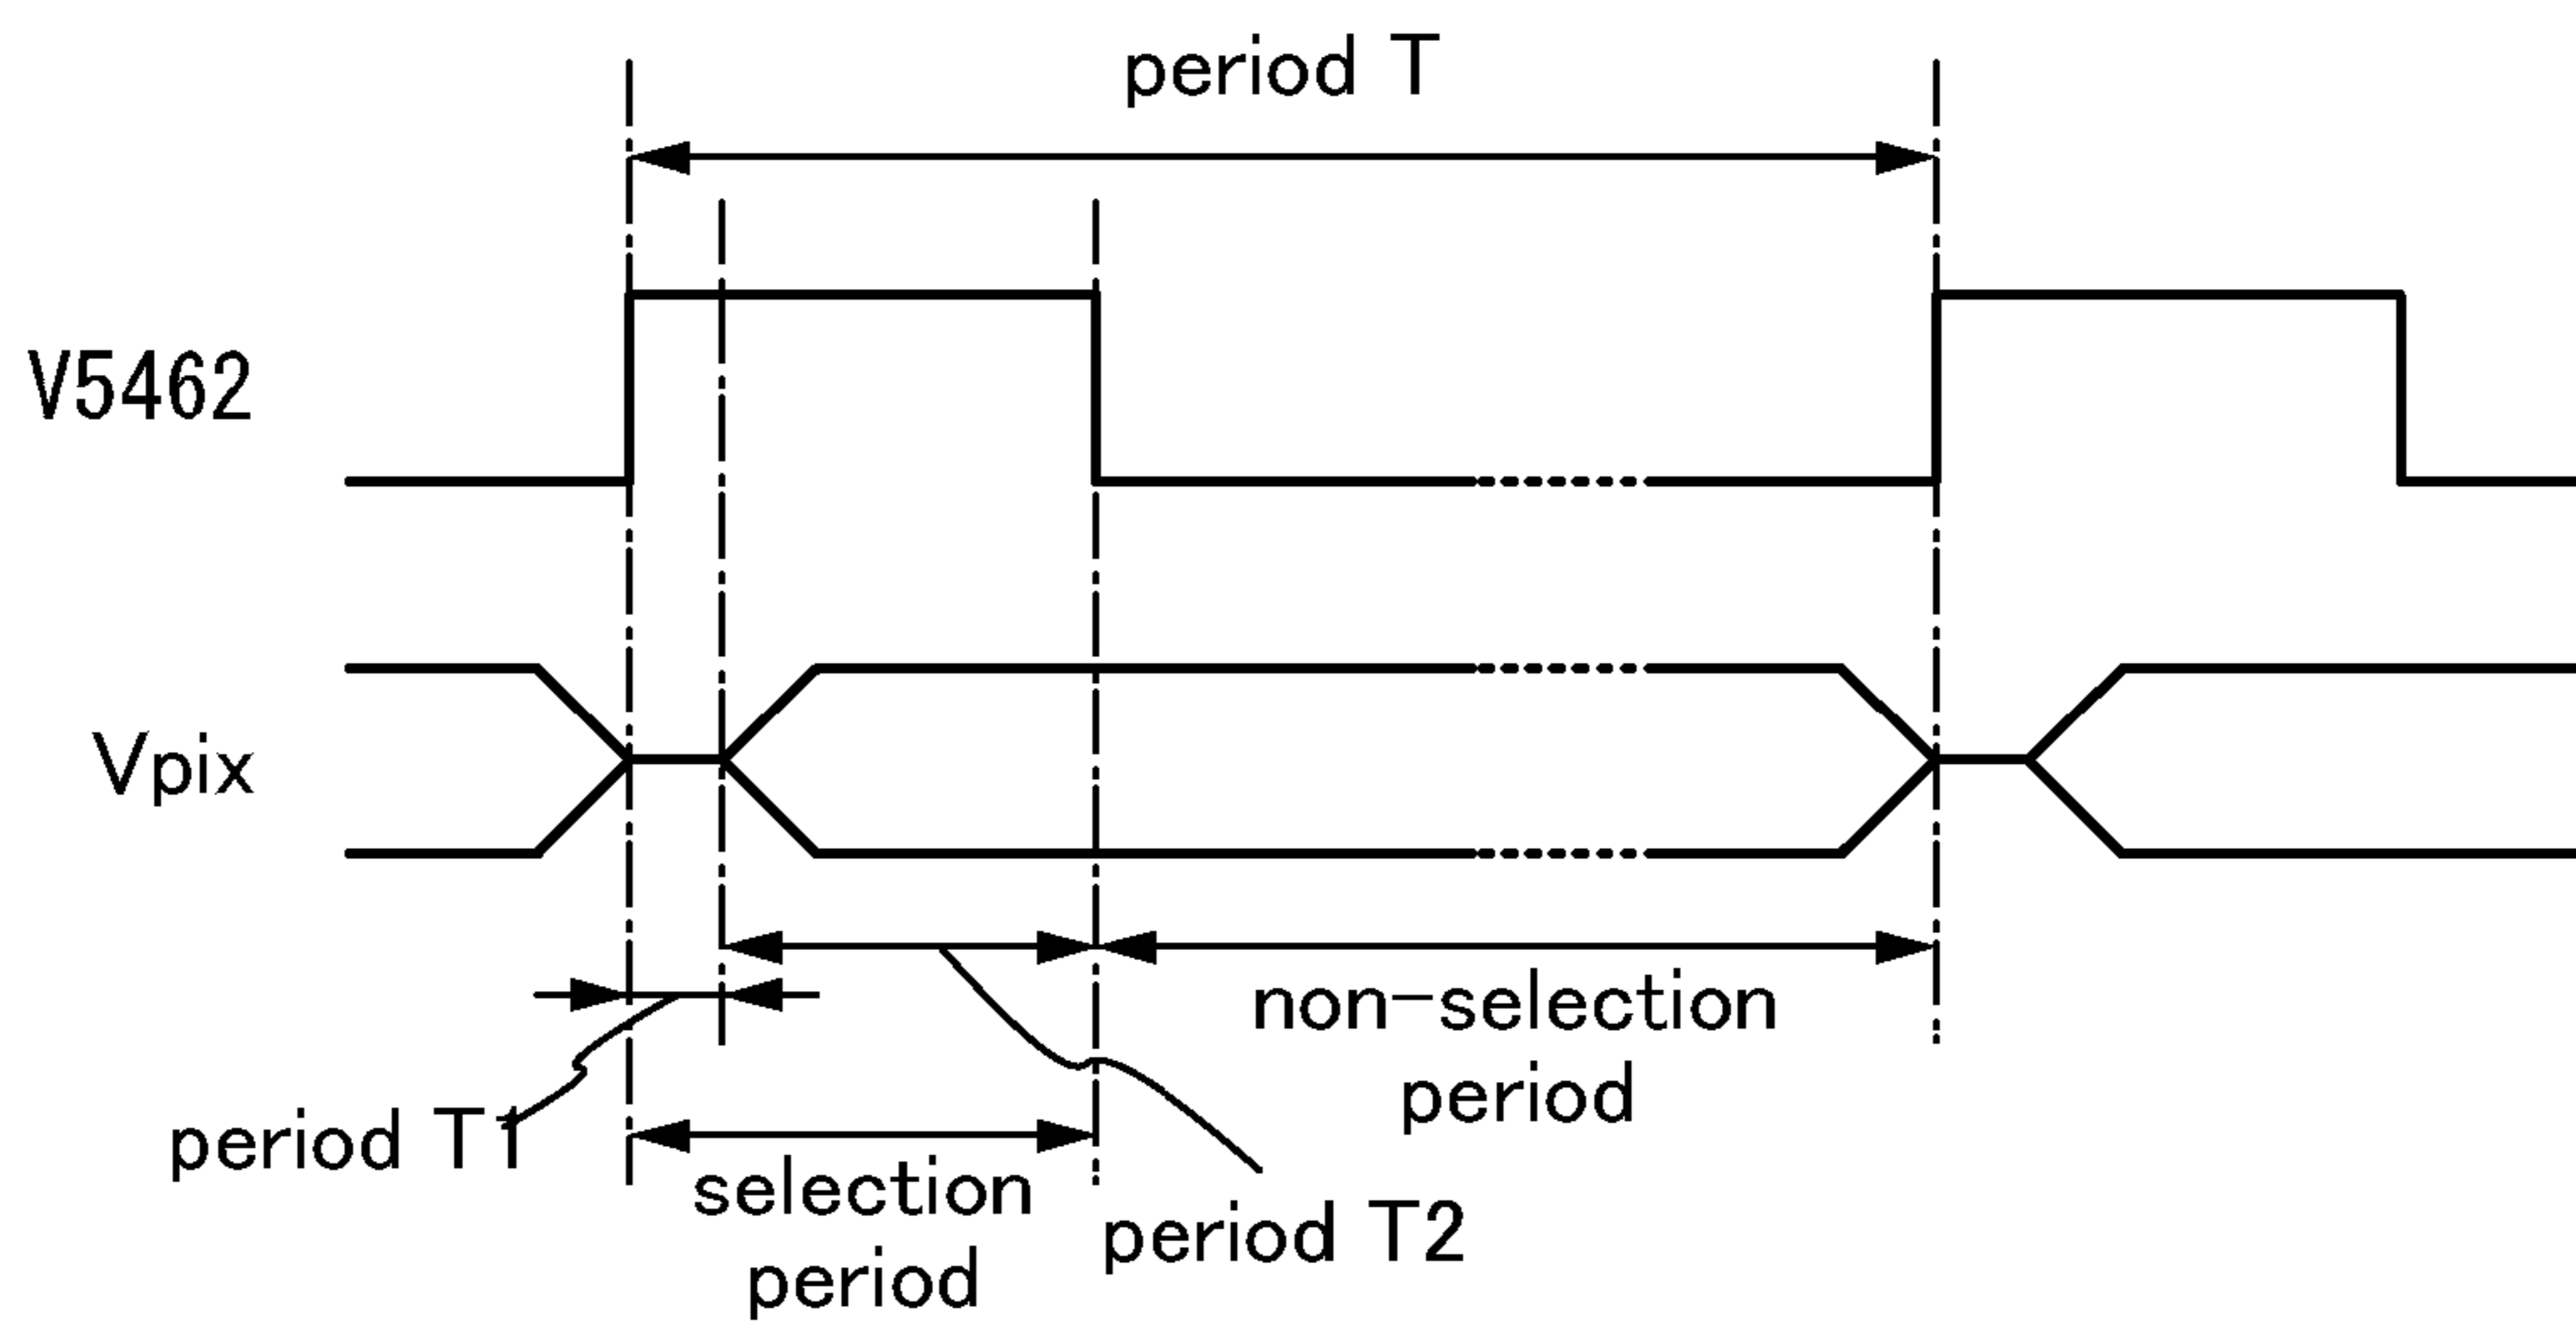 period T
V5462
Vpix
non-selection
period
period T1
selection
period
period T2